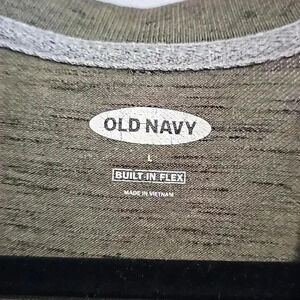 OLD NAVY
L
BUILT-IN FLEX
MADE IN VIETNAM